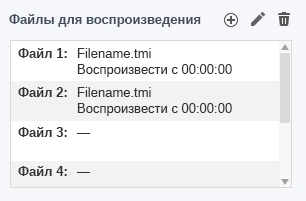 Файлы для воспроизведения
Файл 1: Filename.tmi
Воспроизвести с 00:00:00
Файл 2: Filename.tmi
Воспроизвести с 00:00:00
Файл 3: —
Файл 4: —